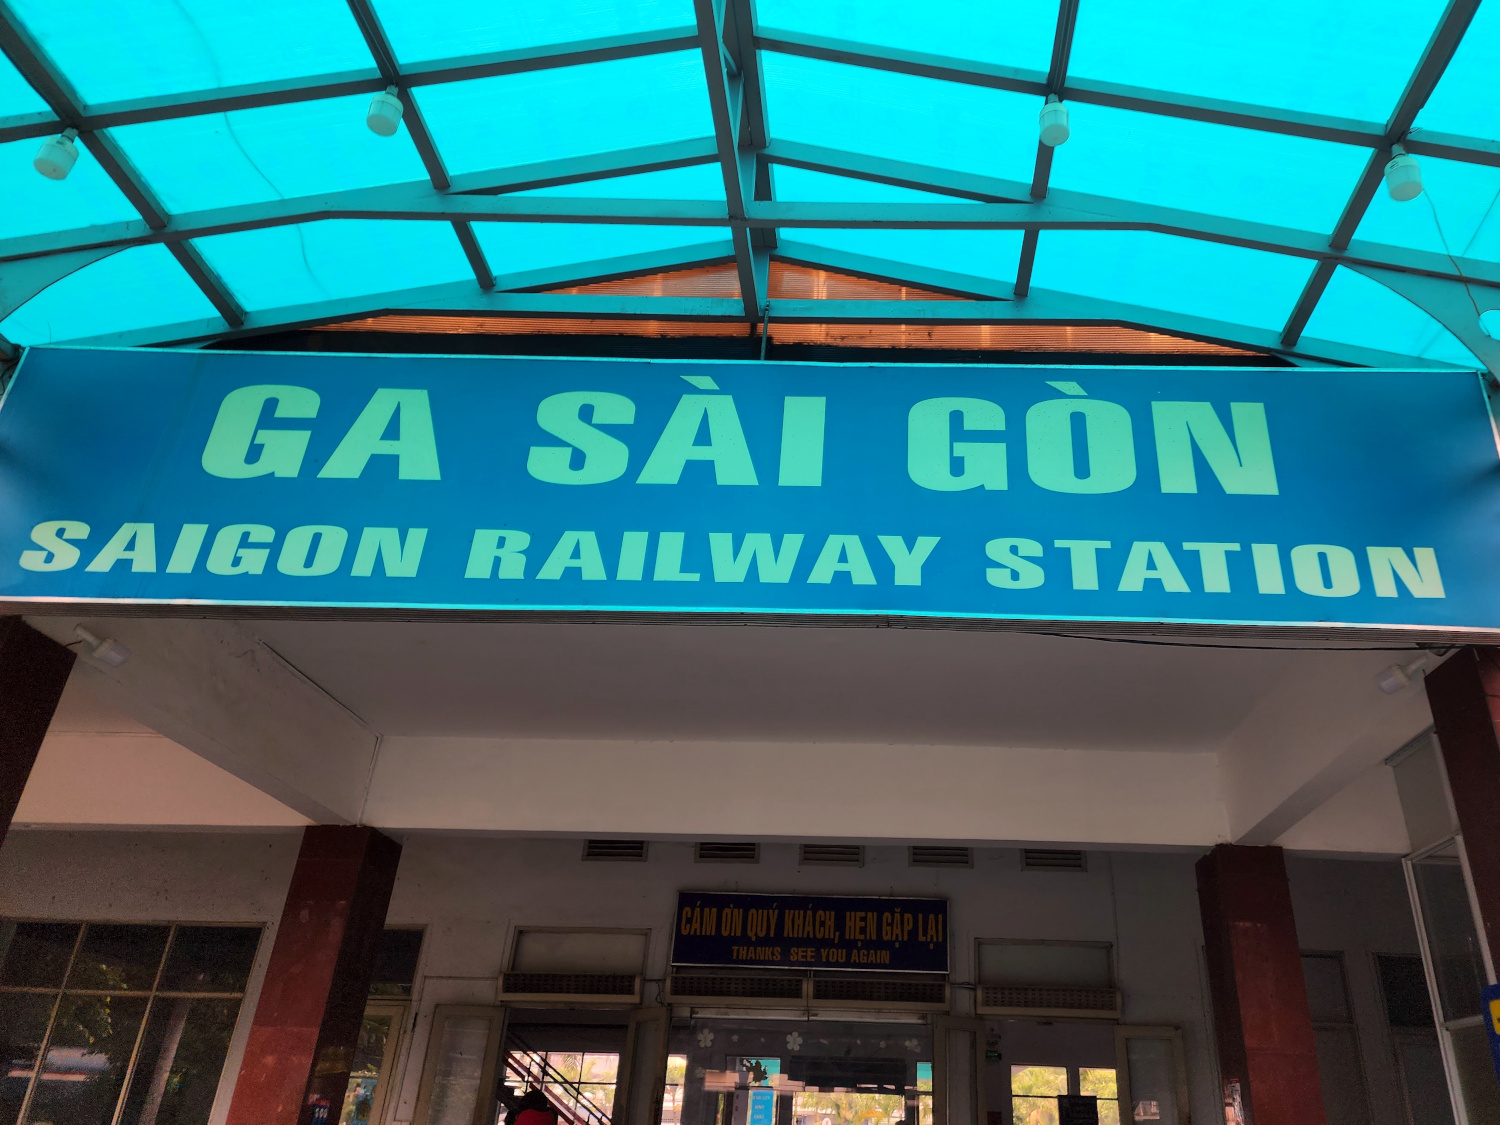 GA SÀI GÒN
SAIGON RAILWAY STATION
CÁM ƠN QUÝ KHÁCH, HẸN GẶP LẠI
THANKS SEE YOU AGAIN